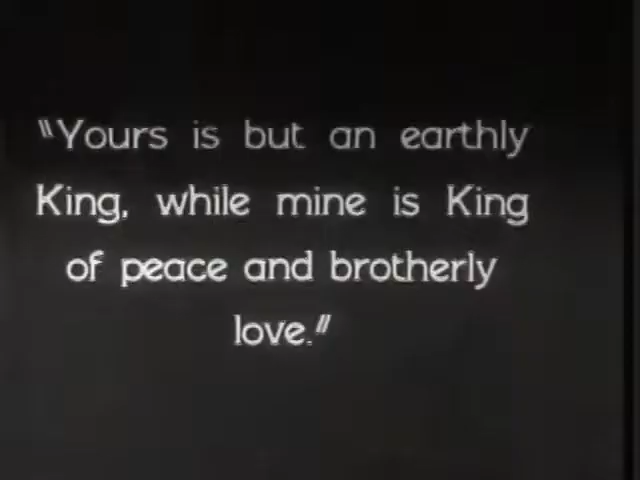 "Yours is but an earthly
King, while mine is King
of peace and brotherly
love."